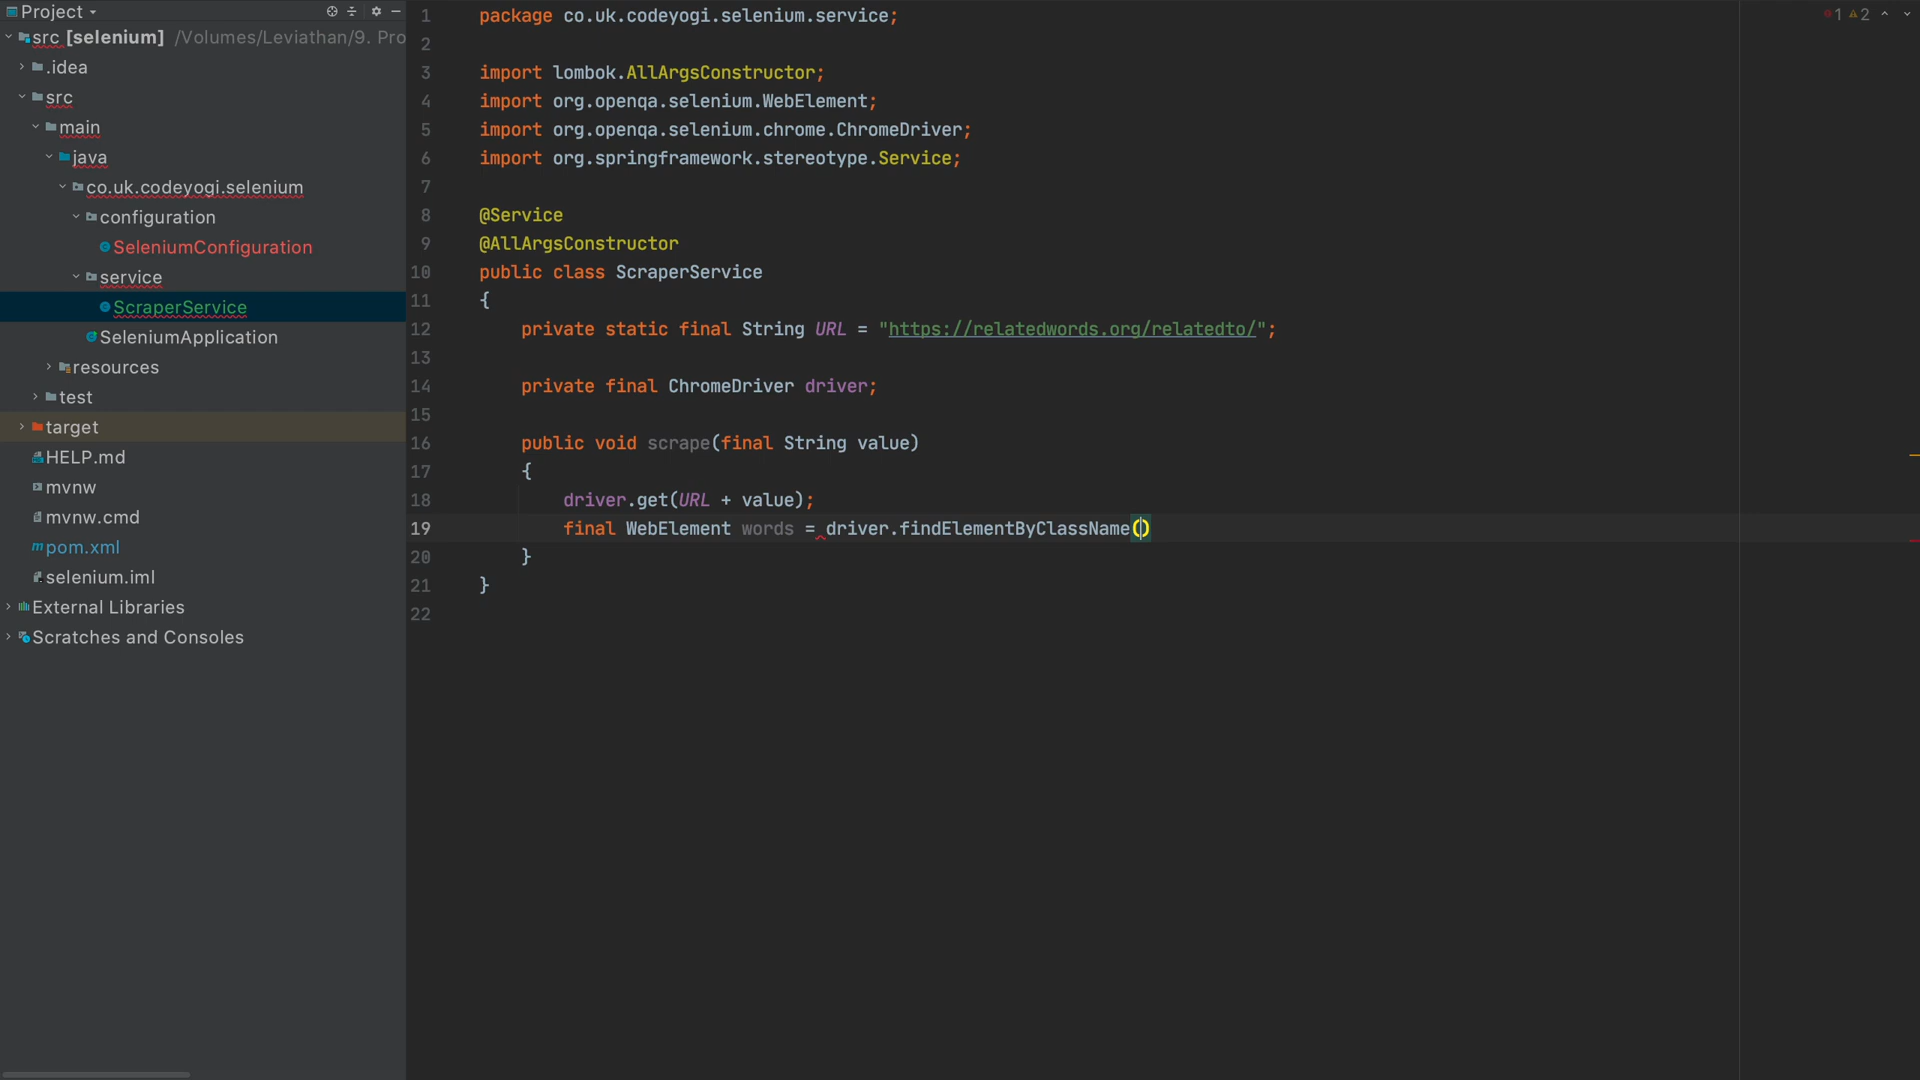 Project
src [selenium] /Volumes/Leviathan/9. Pro
.idea
src
main
java
co.uk.codeyogi.selenium
configuration
SeleniumConfiguration
service
ScraperService
SeleniumApplication
resources
test
target
HELP.md
mvnw
mvnw.cmd
pom.xml
selenium.iml
External Libraries
Scratches and Consoles
1 package co.uk.codeyogi.selenium.service;
2
3 import lombok.AllArgsConstructor;
4 import org.openqa.selenium.WebElement;
5 import org.openqa.selenium.chrome.ChromeDriver;
6 import org.springframework.stereotype.Service;
7
8 @Service
9 @AllArgsConstructor
10 public class ScraperService
11 {
12 private static final String URL = "https://relatedwords.org/relatedto/";
13
14 private final ChromeDriver driver;
15
16 public void scrape(final String value)
17 {
18 driver.get(URL + value);
19 final WebElement words = driver.findElementByClassName()
20 }
21 }
22
1 2